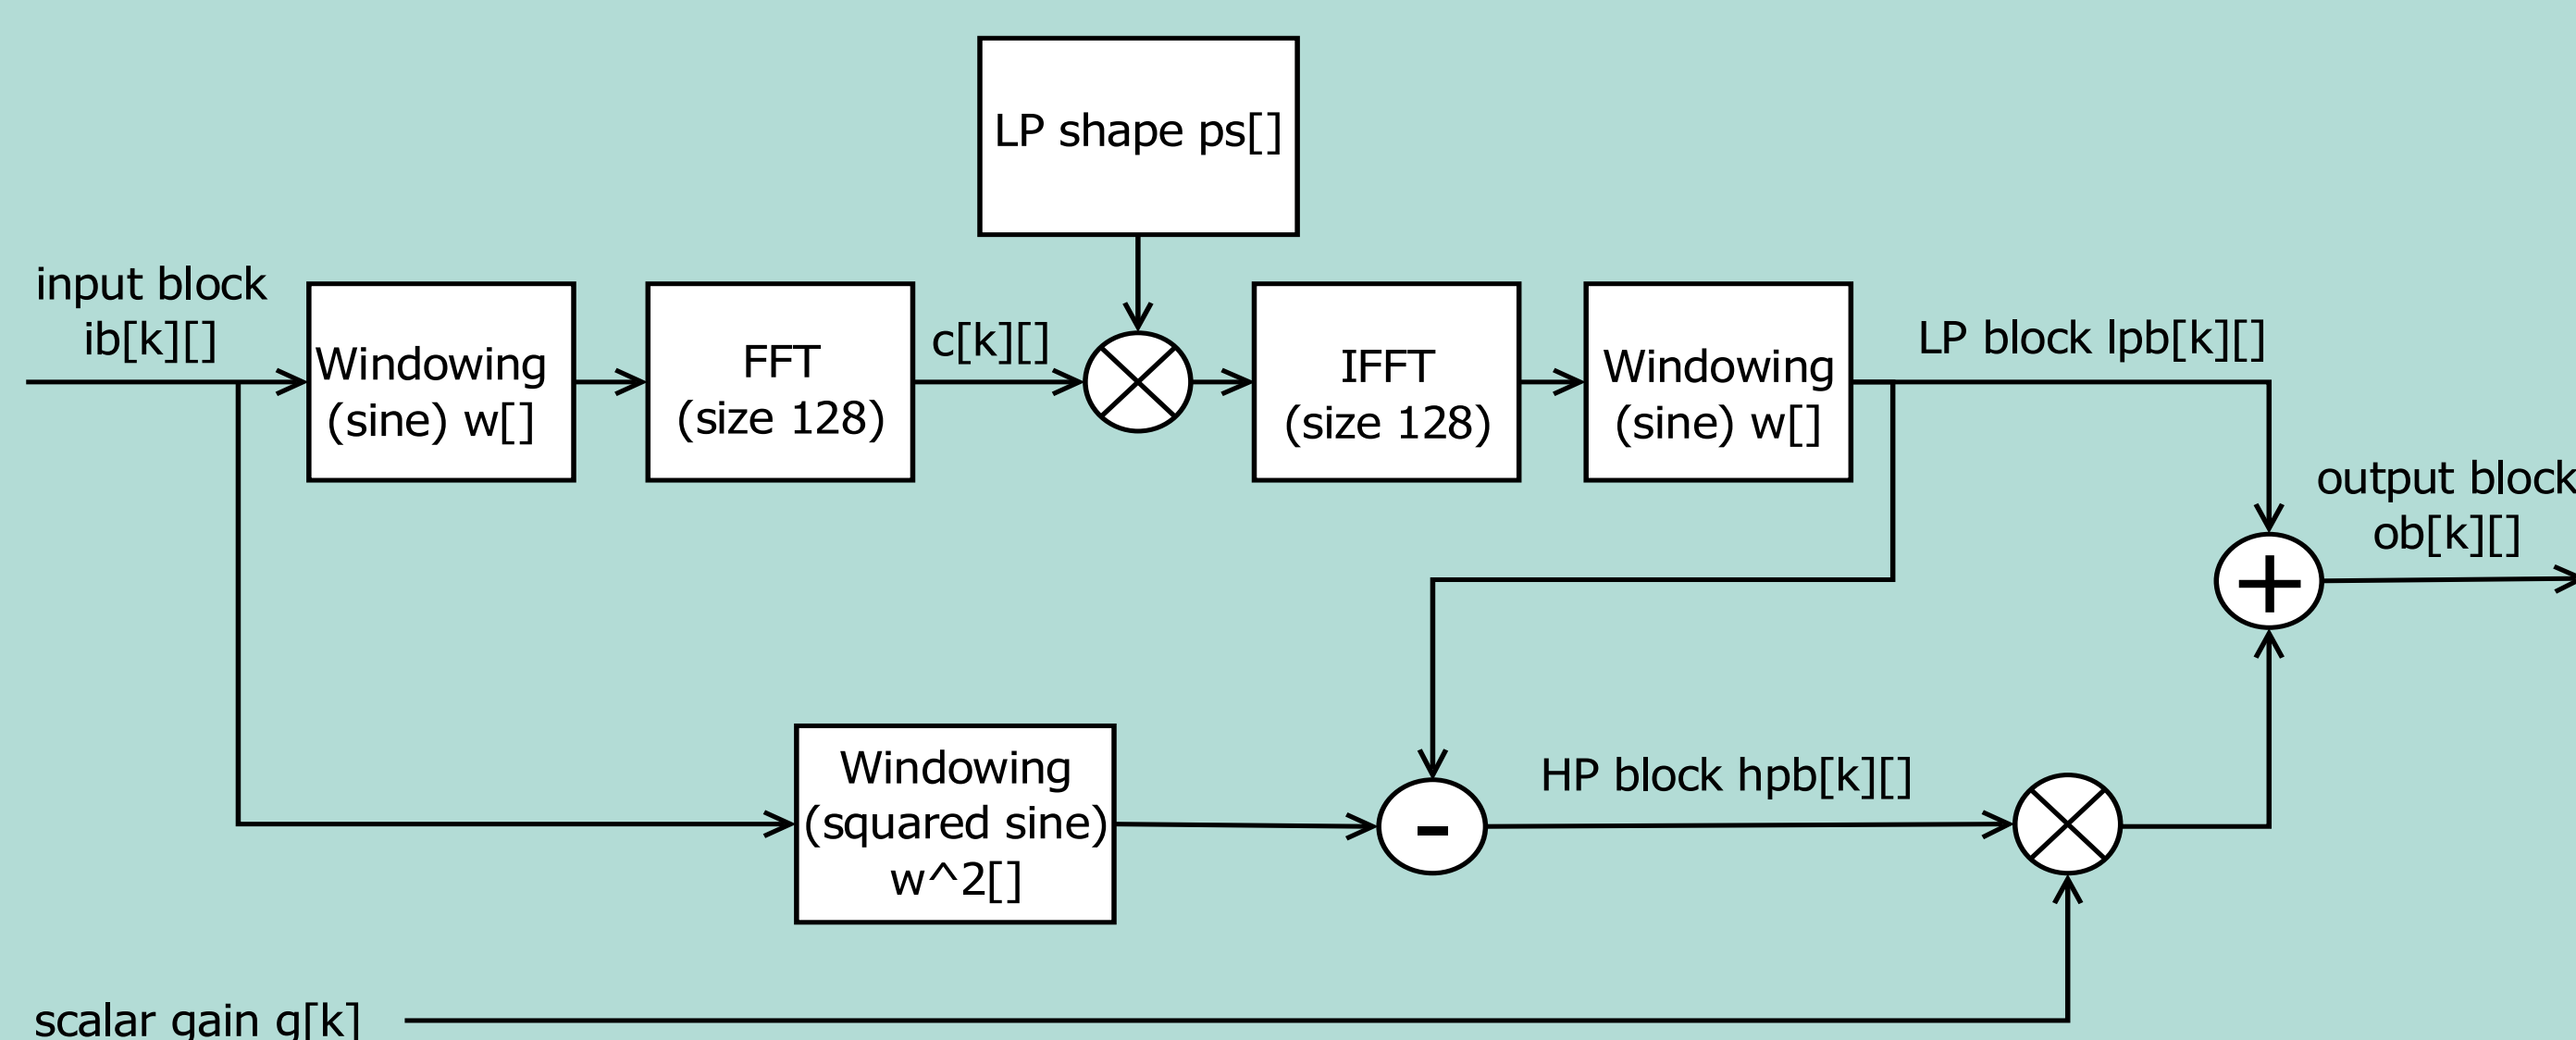 LP shape ps[]
input block
ib[k][]
Windowing
(sine) w[]
FFT
(size 128)
c[k][]
IFFT
(size 128)
Windowing
(sine) w[]
LP block lpb[k][]
output block
ob[k][]
+
Windowing
(squared sine)
w^2[]
-
HP block hpb[k][]
scalar gain g[k]